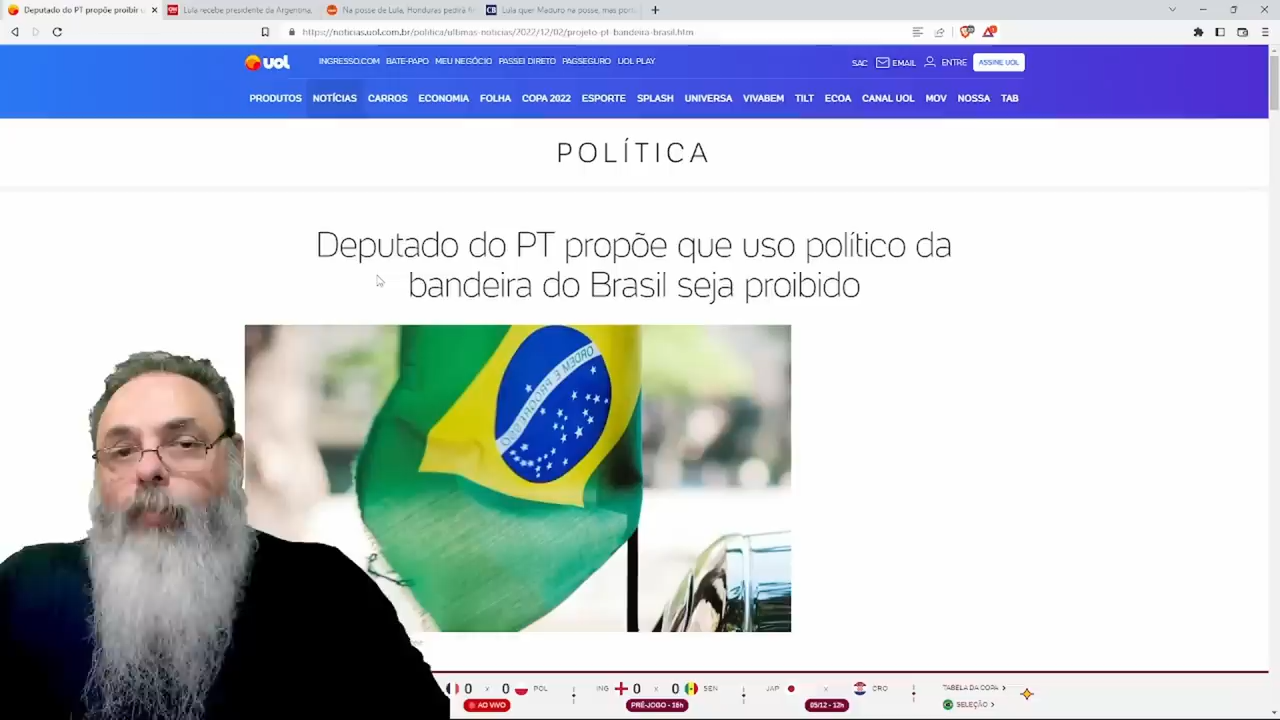 Deputado do PT propõe proibir u
Lula recebe presidente da Argentina,
Na posse de Lula, Honduras pedirá
Lula quer Maduro na posse, mas
https://noticias.uol.com.br/politica/ultimas-noticias/2022/12/02/projeto-pt-bandeira-brasil.htm
UOL
INGRESSO.COM BATE-PAPO MEU NEGÓCIO PASSEI DIRETO PAGSEGURO UOL PLAY
SAC EMAIL ENTRE ASSINE UOL
PRODUTOS NOTÍCIAS CARROS ECONOMIA FOLHA COPA 2022 ESPORTE SPLASH UNIVERSA VIVABEM TILT ECOA CANAL UOL MOV NOSSA TAB
POLÍTICA
Deputado do PT propõe que uso político da
bandeira do Brasil seja proibido
ORDEM E PROGRESSO
0 x 0 POL ING 0 x 0 SEN JAP x CRO TABELA DA COPA
AO VIVO PRÉ-JOGO - 16h 05/12 - 12h SELEÇÃO